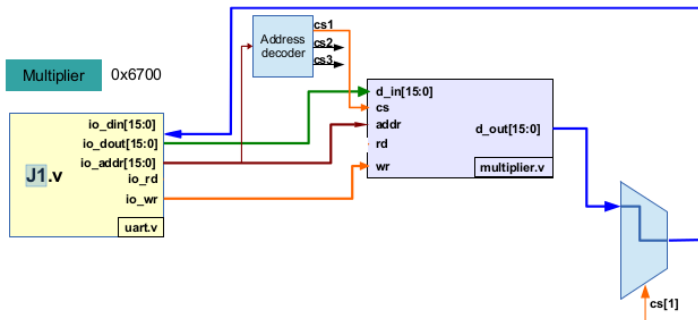 cs1
Address
decoder
cs2
cs3
Multiplier 0x6700
io_din[15:0]
io_dout[15:0]
io_addr[15:0]
io_rd
io_wr
J1.v
uart.v
d_in[15:0]
cs
addr
rd
wr
d_out[15:0]
multiplier.v
cs[1]